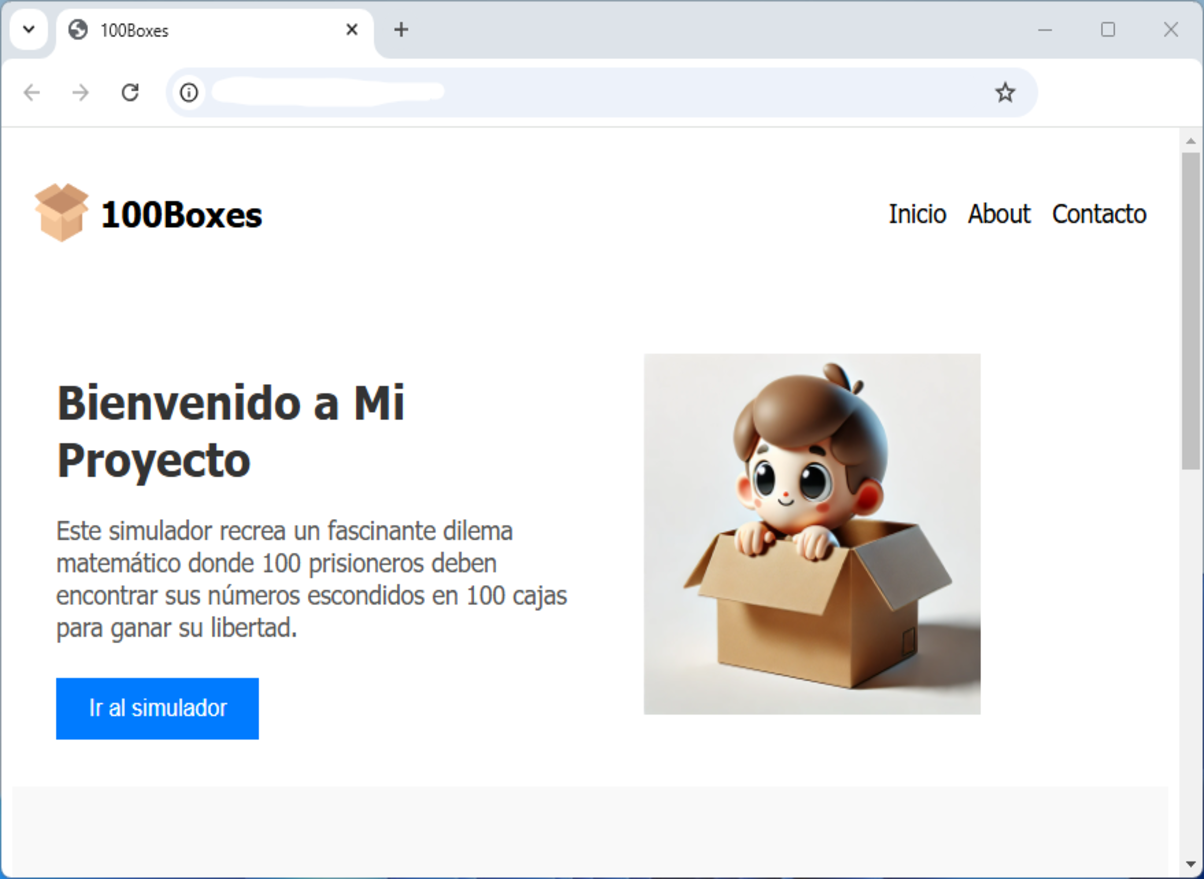 100Boxes
100Boxes
Inicio About Contacto
Bienvenido a Mi
Proyecto
Este simulador recrea un fascinante dilema
matemático donde 100 prisioneros deben
encontrar sus números escondidos en 100 cajas
para ganar su libertad.
Ir al simulador